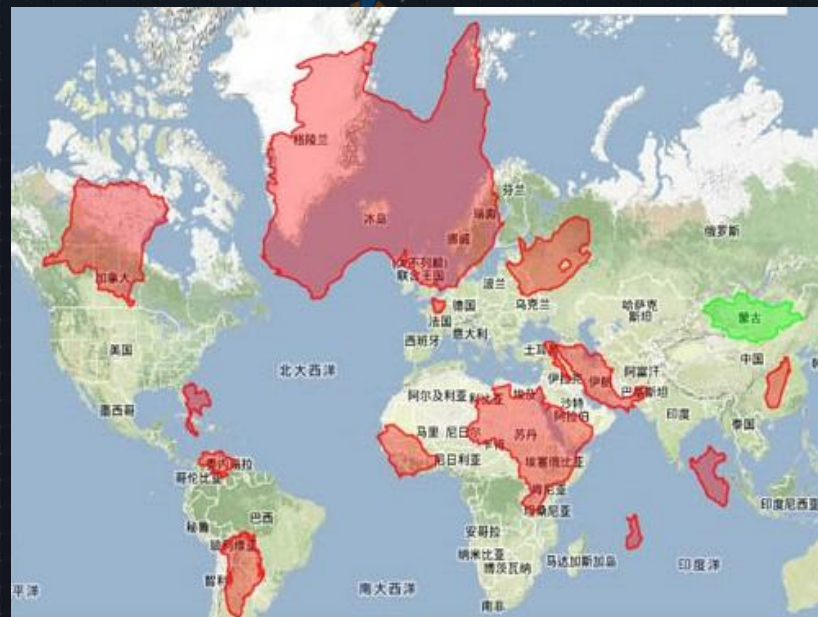 格陵兰
芬兰
冰岛
瑞典
挪威
俄罗斯
联合王国
加拿大
波兰
德国
乌克兰
哈萨克
斯坦
蒙古
法国
美国
西班牙
意大利
土耳
中国
北大西洋
伊拉克
伊朗
阿富汗
巴基斯坦
阿尔及利亚
利比亚
埃及
沙特
阿拉伯
印度
墨西哥
泰国
马里
尼日尔
苏丹
尼日利亚
埃塞俄比亚
委内瑞拉
哥伦比亚
肯尼亚
印度尼西亚
坦桑尼亚
秘鲁
巴西
安哥拉
玻利维亚
纳米比亚
马达加斯加岛
印度洋
博茨瓦纳
智利
平洋
南大西洋
南非